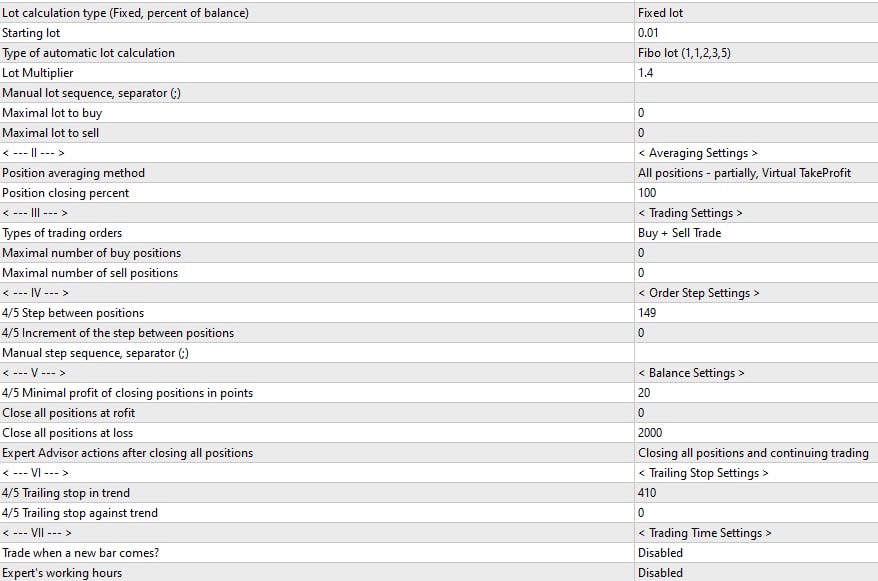 Lot calculation type (Fixed, percent of balance) Fixed lot
Starting lot 0.01
Type of automatic lot calculation Fibo lot (1,1,2,3,5)
Lot Multiplier 1.4
Manual lot sequence, separator (;)
Maximal lot to buy 0
Maximal lot to sell 0
< --- II --- > < Averaging Settings >
Position averaging method All positions - partially, Virtual TakeProfit
Position closing percent 100
< --- III --- > < Trading Settings >
Types of trading orders Buy + Sell Trade
Maximal number of buy positions 0
Maximal number of sell positions 0
< --- IV --- > < Order Step Settings >
4/5 Step between positions 149
4/5 Increment of the step between positions 0
Manual step sequence, separator (;)
< --- V --- > < Balance Settings >
4/5 Minimal profit of closing positions in points 20
Close all positions at rofit 0
Close all positions at loss 2000
Expert Advisor actions after closing all positions Closing all positions and continuing trading
< --- VI --- > < Trailing Stop Settings >
4/5 Trailing stop in trend 410
4/5 Trailing stop against trend 0
< --- VII --- > < Trading Time Settings >
Trade when a new bar comes? Disabled
Expert's working hours Disabled